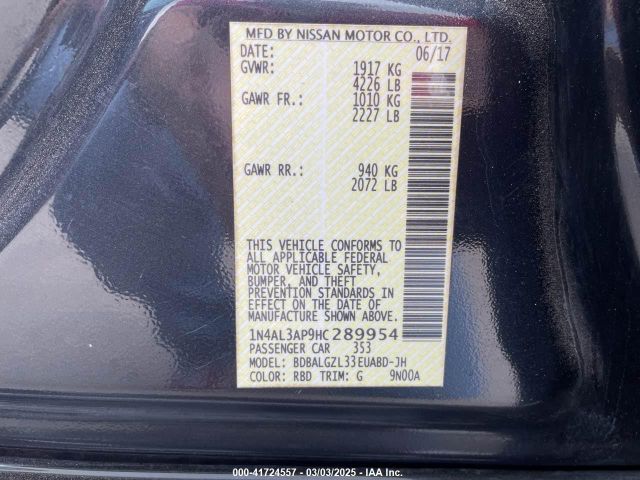 MFD BY NISSAN MOTOR CO., LTD.
DATE: 06/17
GVWR: 1917 KG
4226 LB
GAWR FR.: 1010 KG
2227 LB
GAWR RR.: 940 KG
2072 LB
THIS VEHICLE CONFORMS TO
ALL APPLICABLE FEDERAL
MOTOR VEHICLE SAFETY,
BUMPER, AND THEFT
PREVENTION STANDARDS IN
EFFECT ON THE DATE OF
MANUFACTURE SHOWN ABOVE.
1N4AL3AP9HC289954
PASSENGER CAR 353
MODEL: BDBALGZL33EUABD-JH
COLOR: RBD TRIM: G 9N00A
000-41724557 — 03/03/2025 — IAA Inc.